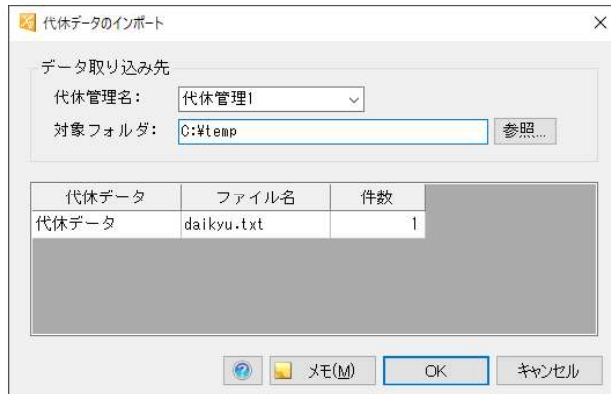 代休データのインポート
データ取り込み先
代休管理名: 代休管理1
対象フォルダ: C:¥temp 参照...
代休データ ファイル名 件数
代休データ daikyu.txt 1
メモ(M) OK キャンセル